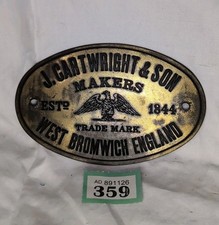 J. CARTWRIGHT & SON
MAKERS
ESTD 1844
TRADE MARK
WEST BROMWICH ENGLAND
AO 891126
359